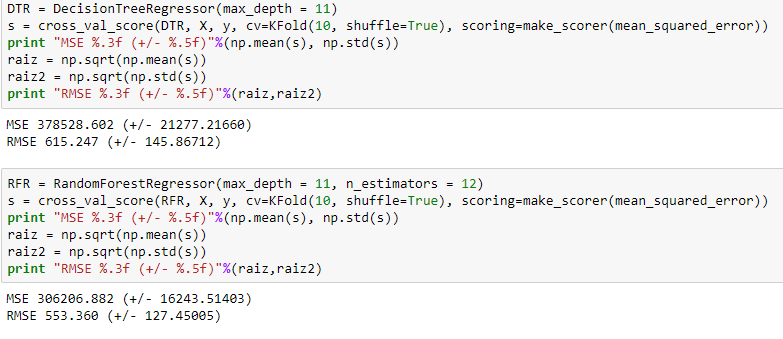 DTR = DecisionTreeRegressor(max_depth = 11)
s = cross_val_score(DTR, X, y, cv=KFold(10, shuffle=True), scoring=make_scorer(mean_squared_error))
print "MSE %.3f (+/- %.5f)"%(np.mean(s), np.std(s))
raiz = np.sqrt(np.mean(s))
raiz2 = np.sqrt(np.std(s))
print "RMSE %.3f (+/- %.5f)"%(raiz,raiz2)
MSE 378528.602 (+/- 21277.21660)
RMSE 615.247 (+/- 145.86712)
RFR = RandomForestRegressor(max_depth = 11, n_estimators = 12)
s = cross_val_score(RFR, X, y, cv=KFold(10, shuffle=True), scoring=make_scorer(mean_squared_error))
print "MSE %.3f (+/- %.5f)"%(np.mean(s), np.std(s))
raiz = np.sqrt(np.mean(s))
raiz2 = np.sqrt(np.std(s))
print "RMSE %.3f (+/- %.5f)"%(raiz,raiz2)
MSE 306206.882 (+/- 16243.51403)
RMSE 553.360 (+/- 127.45005)